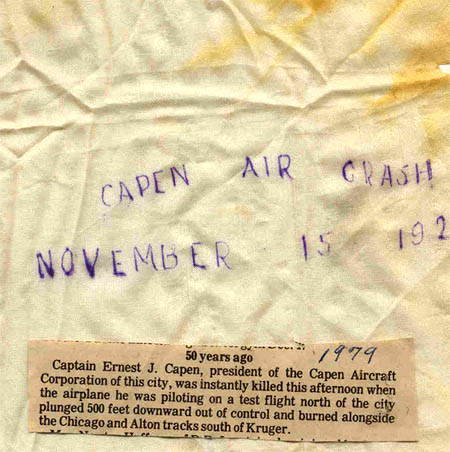 CAPEN AIR CRASH
NOVEMBER 15 192
50 years ago
1979
Captain Ernest J. Capen, president of the Capen Aircraft
Corporation of this city, was instantly killed this afternoon when
the airplane he was piloting on a test flight north of the city
plunged 500 feet downward out of control and burned alongside
the Chicago and Alton tracks south of Kruger.